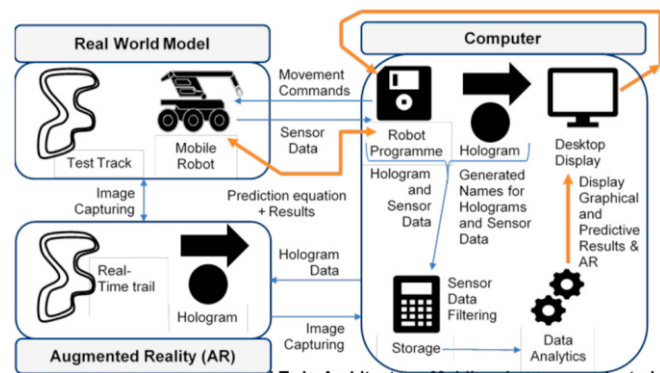 Real World Model
Computer
Movement
Commands
Sensor
Data
Test Track
Mobile
Robot
Robot
Programme
Hologram
Desktop
Display
Image
Capturing
Prediction equation
+ Results
Hologram
and
Sensor
Data
Generated
Names for
Holograms
and Sensor
Data
Display
Graphical
and
Predictive
Results &
AR
Real-
Time trail
Hologram
Hologram
Data
Image
Capturing
Sensor
Data
Filtering
Storage
Data
Analytics
Augmented Reality (AR)